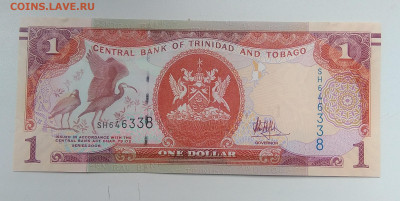 COINS.LAVE.RU
1
CENTRAL BANK OF TRINIDAD AND TOBAGO
1
SH646338
SH646338
GOVERNOR
1
ONE DOLLAR
1